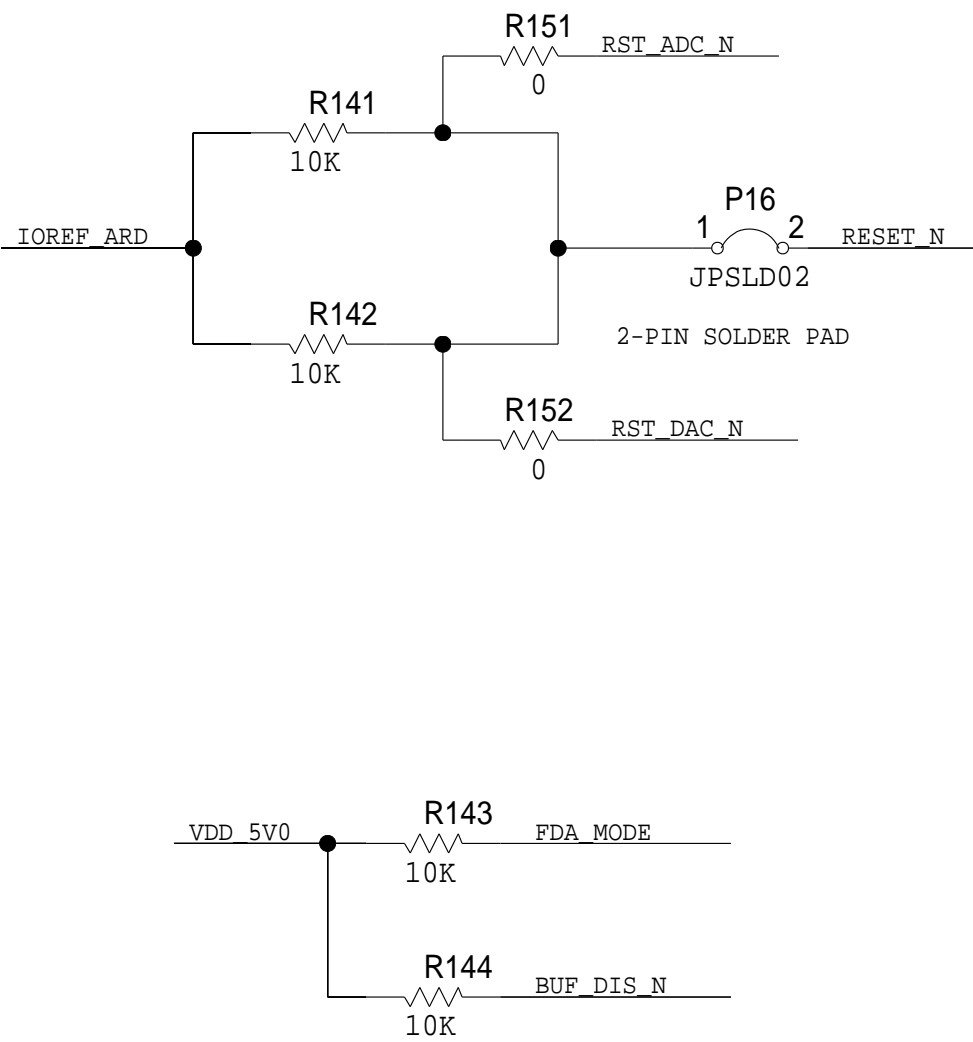 R151
RST_ADC_N
0
R141
10K
P16
1 2
IOREF_ARD
RESET_N
JPSLD02
R142
2-PIN SOLDER PAD
10K
R152
RST_DAC_N
0
R143
VDD_5V0
FDA_MODE
10K
R144
BUF_DIS_N
10K